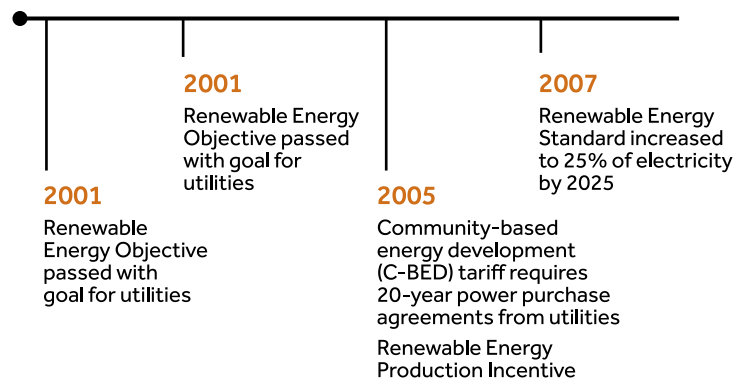 2001
Renewable
Energy Objective
passed with
goal for utilities
2001
Renewable Energy
Objective passed
with goal for
utilities
2005
Community-based
energy development
(C-BED) tariff requires
20-year power purchase
agreements from utilities
Renewable Energy
Production Incentive
2007
Renewable Energy
Standard increased
to 25% of electricity
by 2025